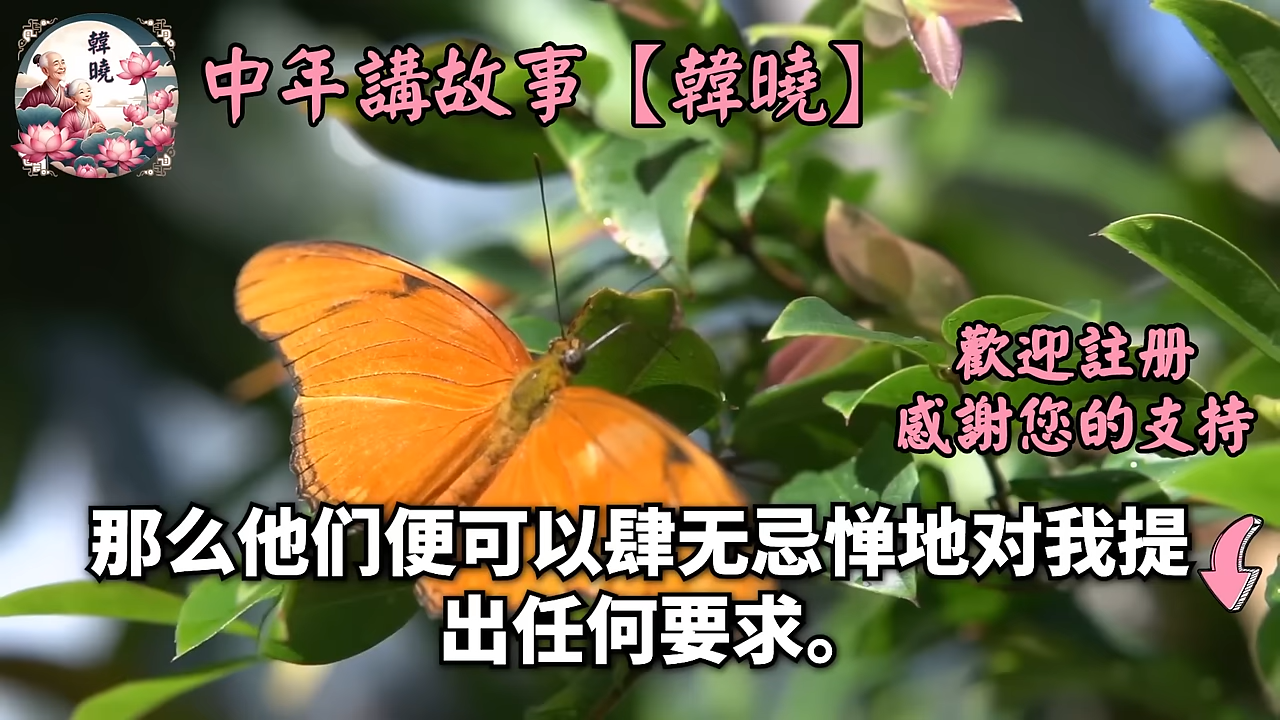 韓
曉
中年講故事【韓曉】
歡迎註册
感謝您的支持
那么他们便可以肆无忌惮地对我提
出任何要求。